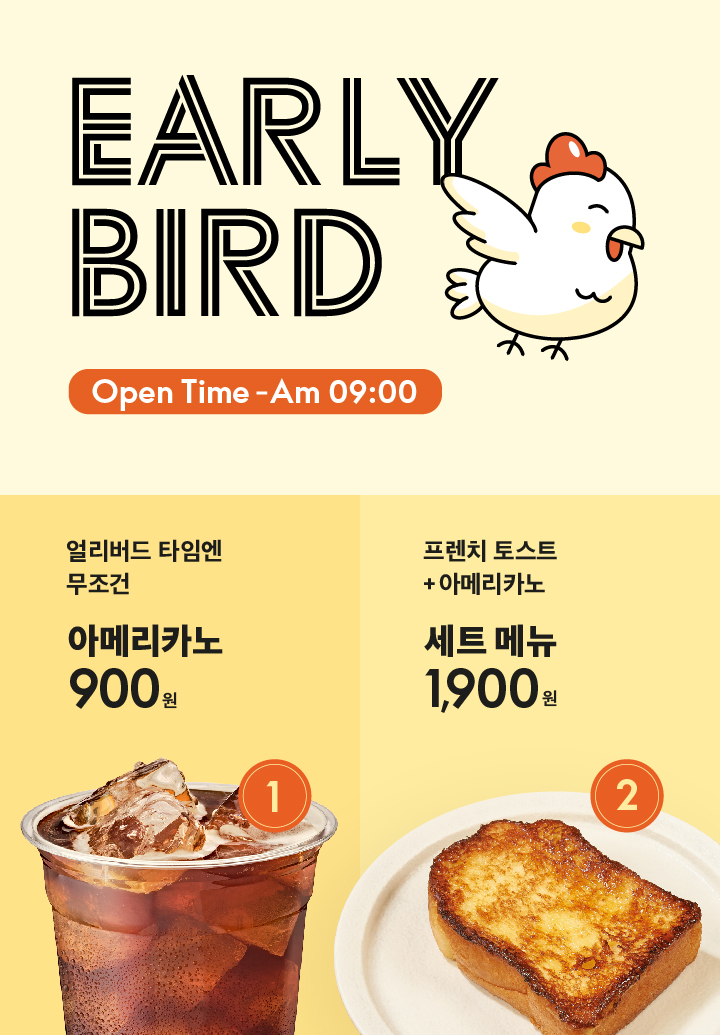 EARLY
BIRD
Open Time - Am 09:00
얼리버드 타임엔
무조건
아메리카노
900원
프렌치 토스트
+아메리카노
세트 메뉴
1,900원
1
2